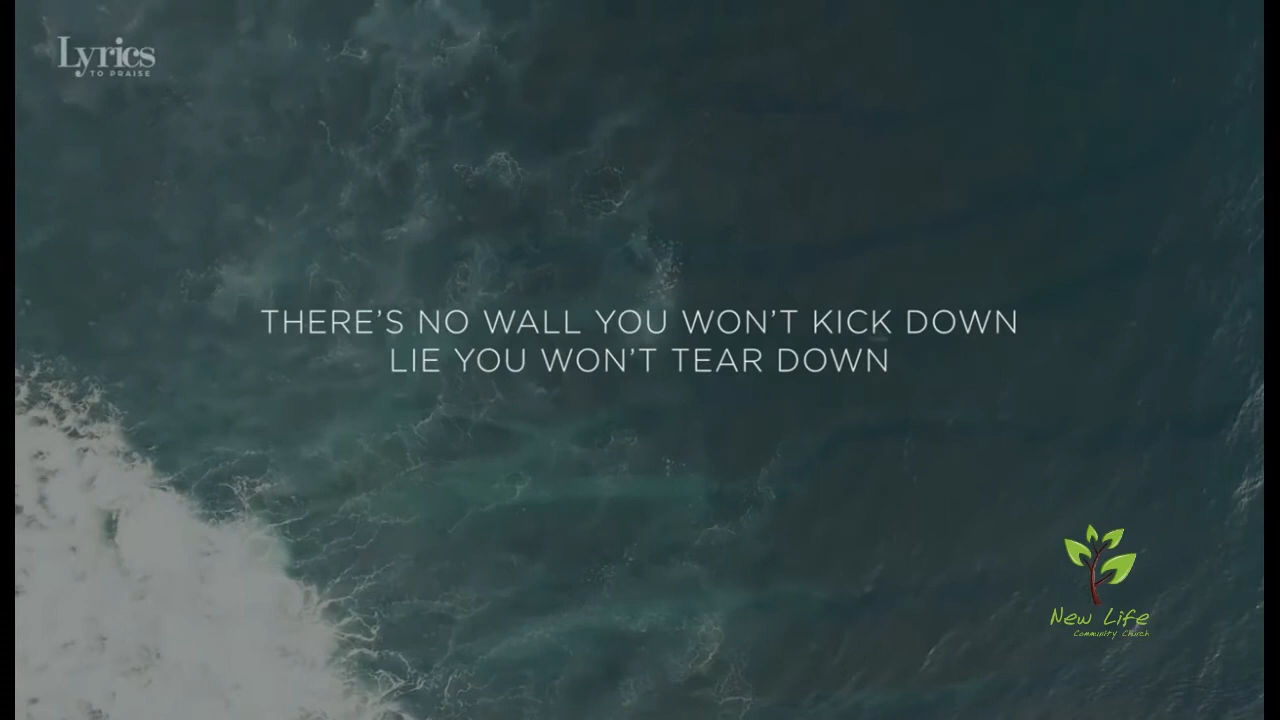 Lyrics
TO PRAISE
THERE'S NO WALL YOU WON'T KICK DOWN
LIE YOU WON'T TEAR DOWN
New Life
Community Church